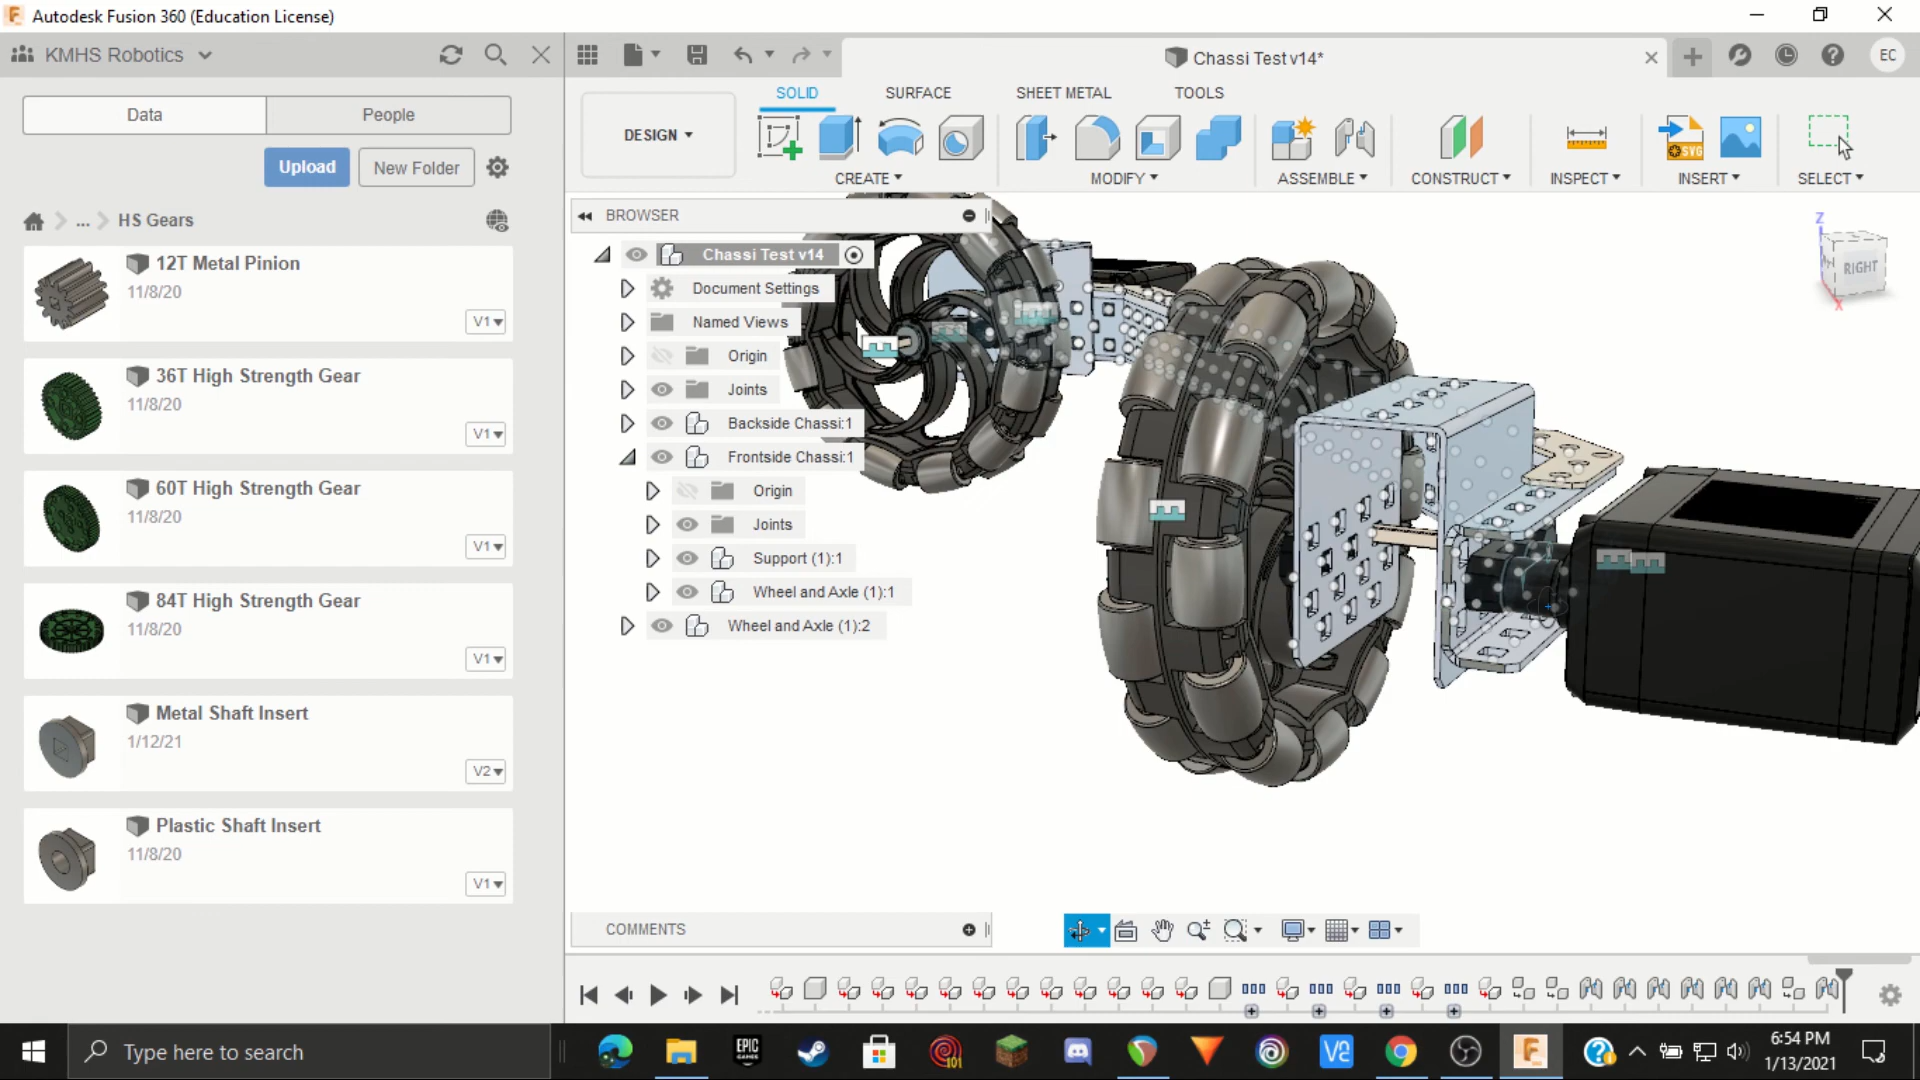 Autodesk Fusion 360 (Education License)
KMHS Robotics
Chassi Test v14*
EC
Data
People
Upload
New Folder
... HS Gears
12T Metal Pinion
11/8/20
V1
36T High Strength Gear
11/8/20
V1
60T High Strength Gear
11/8/20
V1
84T High Strength Gear
11/8/20
V1
Metal Shaft Insert
1/12/21
V2
Plastic Shaft Insert
11/8/20
V1
SOLID
SURFACE
SHEET METAL
TOOLS
DESIGN
SVG
CREATE
MODIFY
ASSEMBLE
CONSTRUCT
INSPECT
INSERT
SELECT
BROWSER
Chassi Test v14
Document Settings
Named Views
Origin
Joints
Backside Chassi:1
Frontside Chassi:1
Origin
Joints
Support (1):1
Wheel and Axle (1):1
Wheel and Axle (1):2
Z
RIGHT
X
COMMENTS
Type here to search
EPIC
GAMES
101
F
6:54 PM
1/13/2021